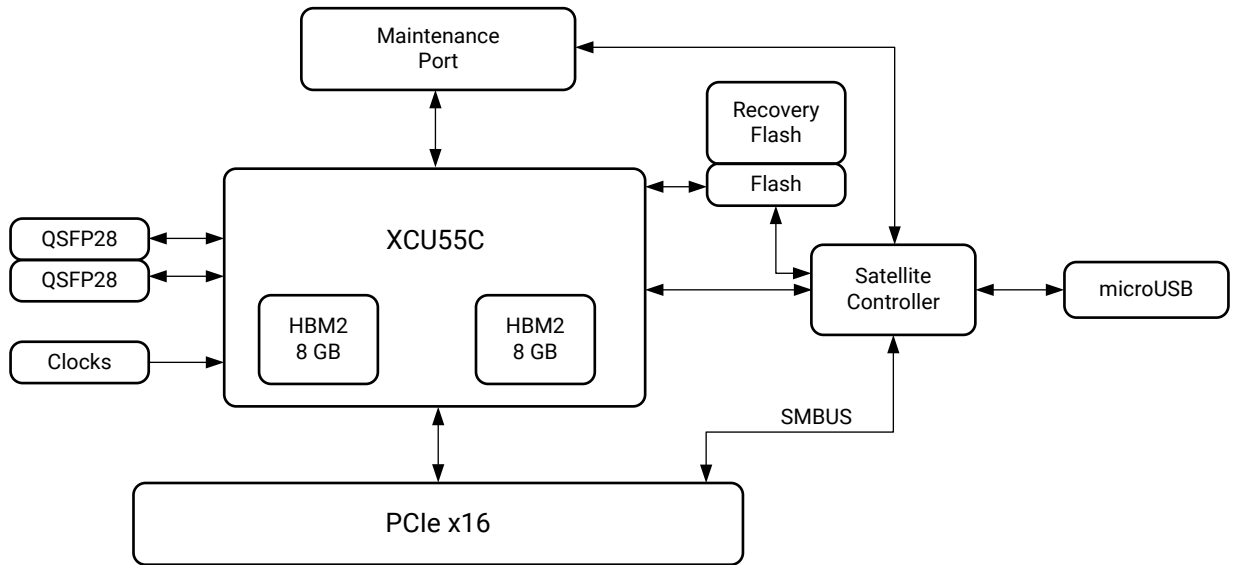 Maintenance
Port
Recovery
Flash
Flash
XCU55C
QSFP28
QSFP28
Satellite
Controller
microUSB
HBM2
8 GB
HBM2
8 GB
Clocks
SMBUS
PCIe x16